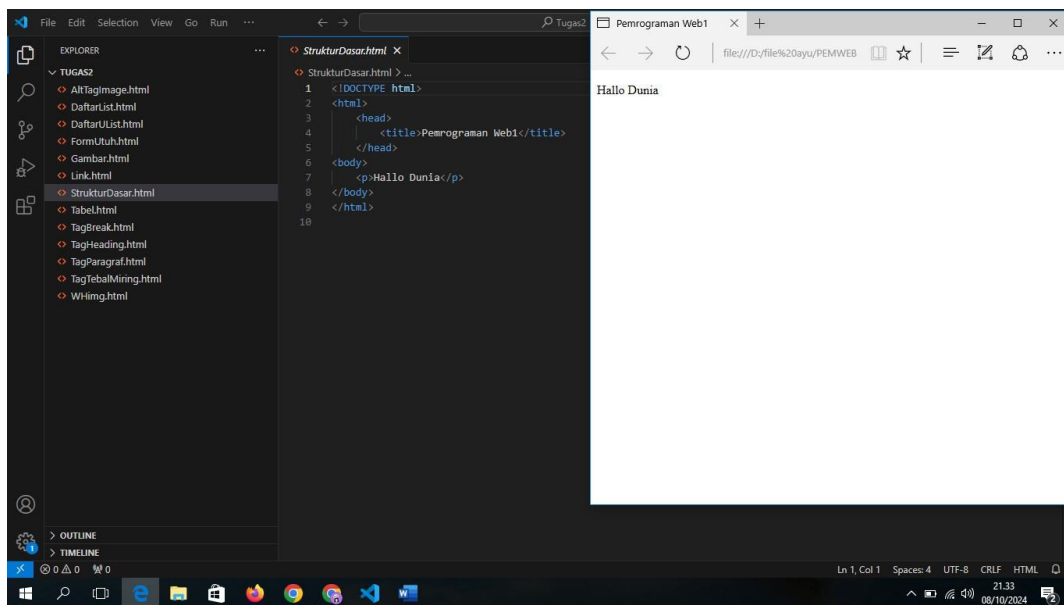 File Edit Selection View Go Run ...
Tugas2
EXPLORER
TUGAS2
AltTagImage.html
DaftarList.html
DaftarUList.html
FormUtuh.html
Gambar.html
Link.html
StrukturDasar.html
Tabel.html
TagBreak.html
TagHeading.html
TagParagraf.html
TagTebalMiring.html
WHimg.html
OUTLINE
TIMELINE
StrukturDasar.html
StrukturDasar.html > ...
1 <!DOCTYPE html>
2 <html>
3 <head>
4 <title>Pemrograman Web1</title>
5 </head>
6 <body>
7 <p>Hallo Dunia</p>
8 </body>
9 </html>
10
Pemrograman Web1
file:///D:/file%20ayu/PEMWEB
Hallo Dunia
1
0 0 0
Ln 1, Col 1 Spaces: 4 UTF-8 CRLF HTML
21.33
08/10/2024